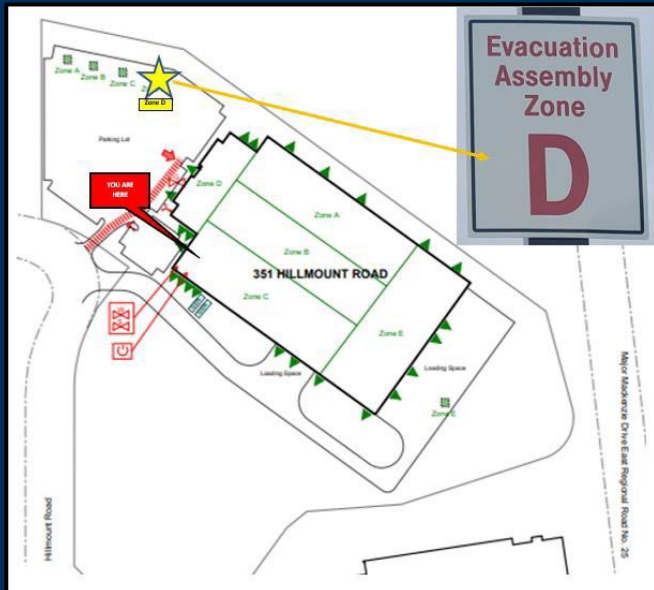 Evacuation
Assembly
Zone
D
Zone A
Zone B
Zone C
Zone D
Parking Lot
YOU ARE
HERE
Zone D
Zone A
Zone B
351 HILLMOUNT ROAD
Zone C
Zone E
Loading Space
Loading Space
Zone E
Hillmount Road
Major Mackenzie Drive East Regional Road No. 25